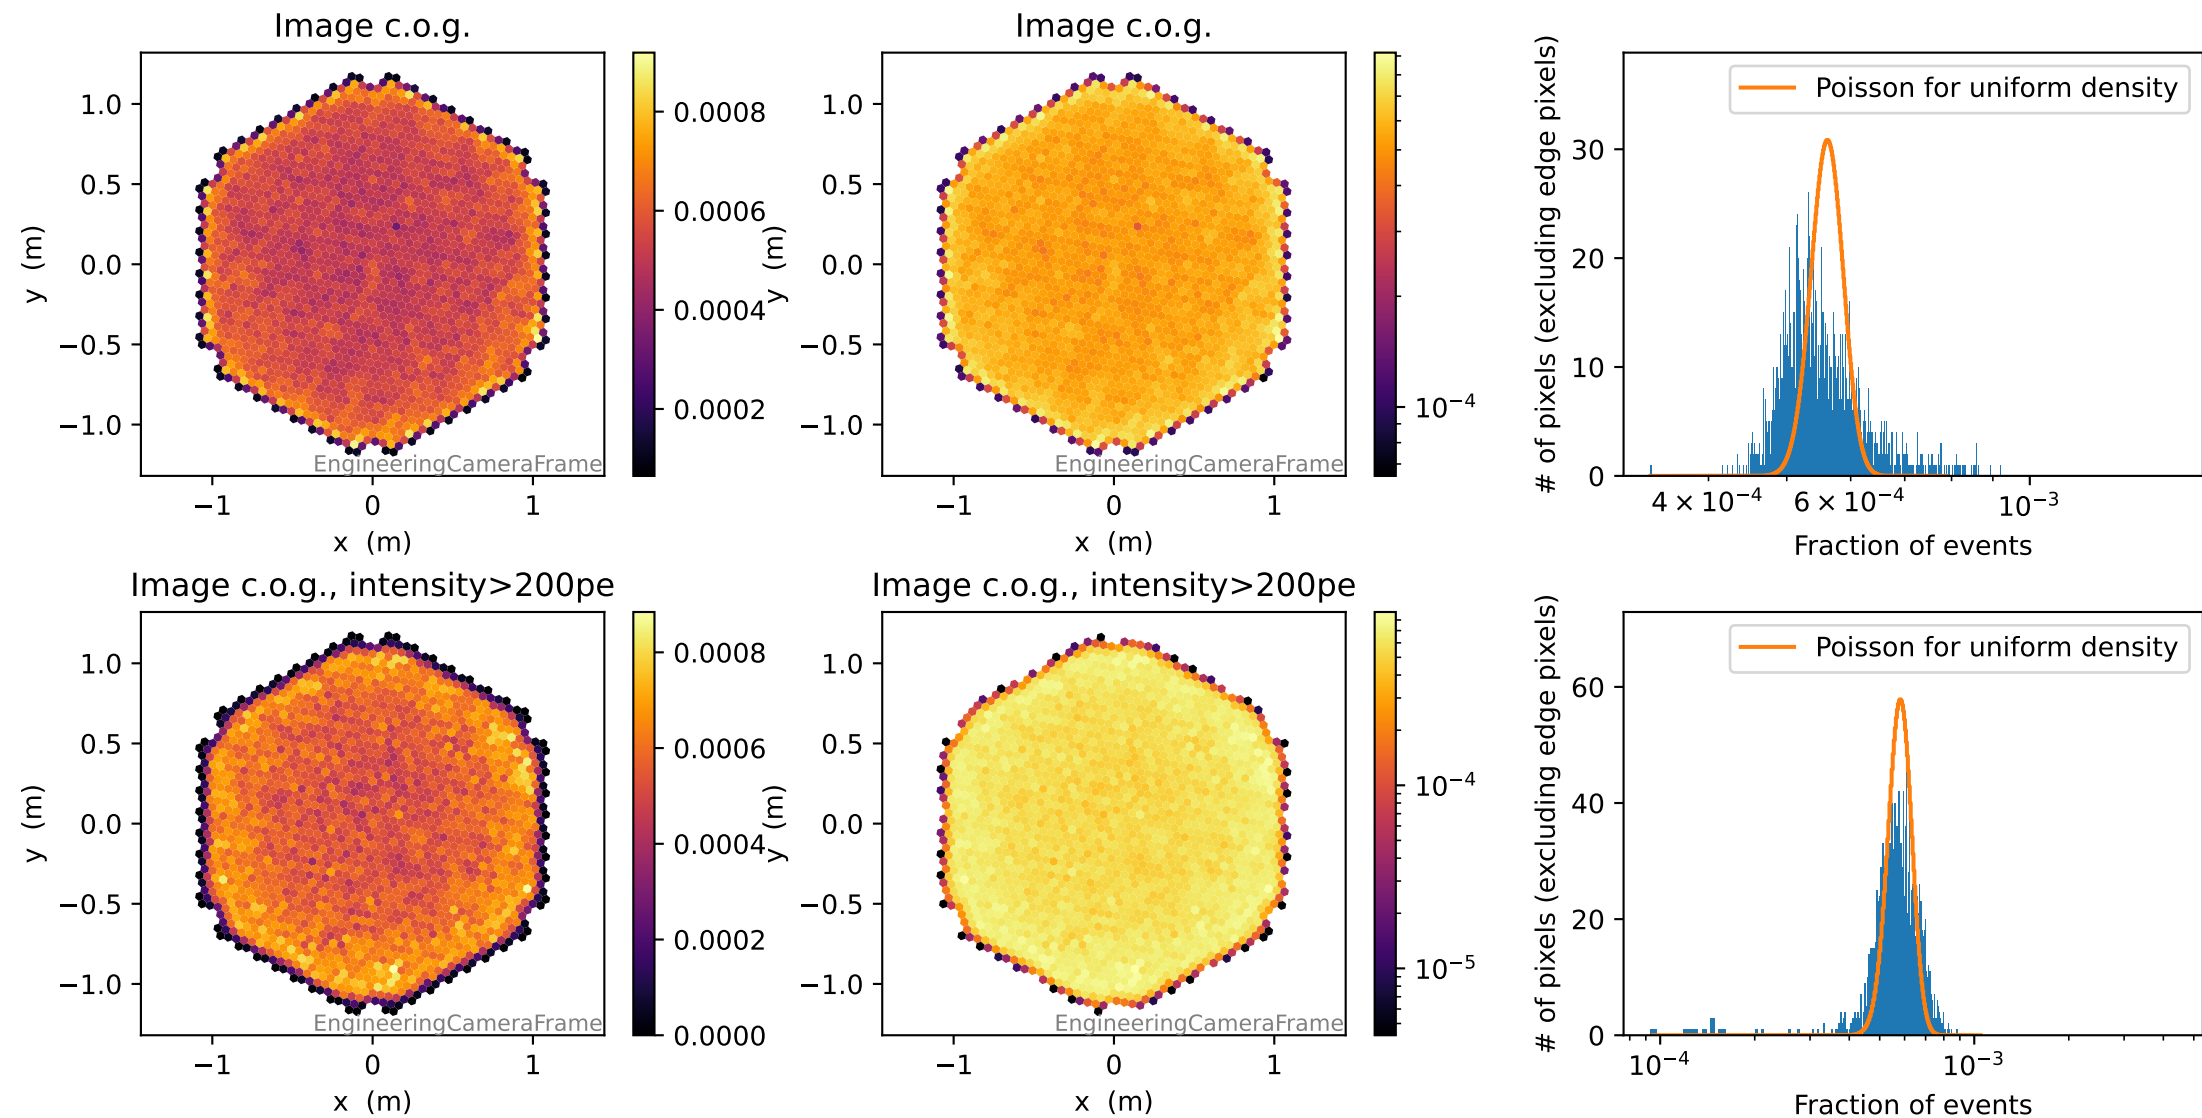 Image c.o.g.
1.0
0.5
0.0
−0.5
−1.0
y (m)
−1
0
1
x (m)
EngineeringCameraFrame
0.0008
0.0006
0.0004
0.0002
Image c.o.g.
1.0
0.5
0.0
−0.5
−1.0
y (m)
−1
0
1
x (m)
EngineeringCameraFrame
10⁻⁴
# of pixels (excluding edge pixels)
30
20
10
0
Poisson for uniform density
4 × 10⁻⁴
6 × 10⁻⁴
10⁻³
Fraction of events
Image c.o.g., intensity>200pe
1.0
0.5
0.0
−0.5
−1.0
y (m)
−1
0
1
x (m)
EngineeringCameraFrame
0.0008
0.0006
0.0004
0.0002
0.0000
Image c.o.g., intensity>200pe
1.0
0.5
0.0
−0.5
−1.0
y (m)
−1
0
1
x (m)
EngineeringCameraFrame
10⁻⁴
10⁻⁵
# of pixels (excluding edge pixels)
60
40
20
0
Poisson for uniform density
10⁻⁴
10⁻³
Fraction of events